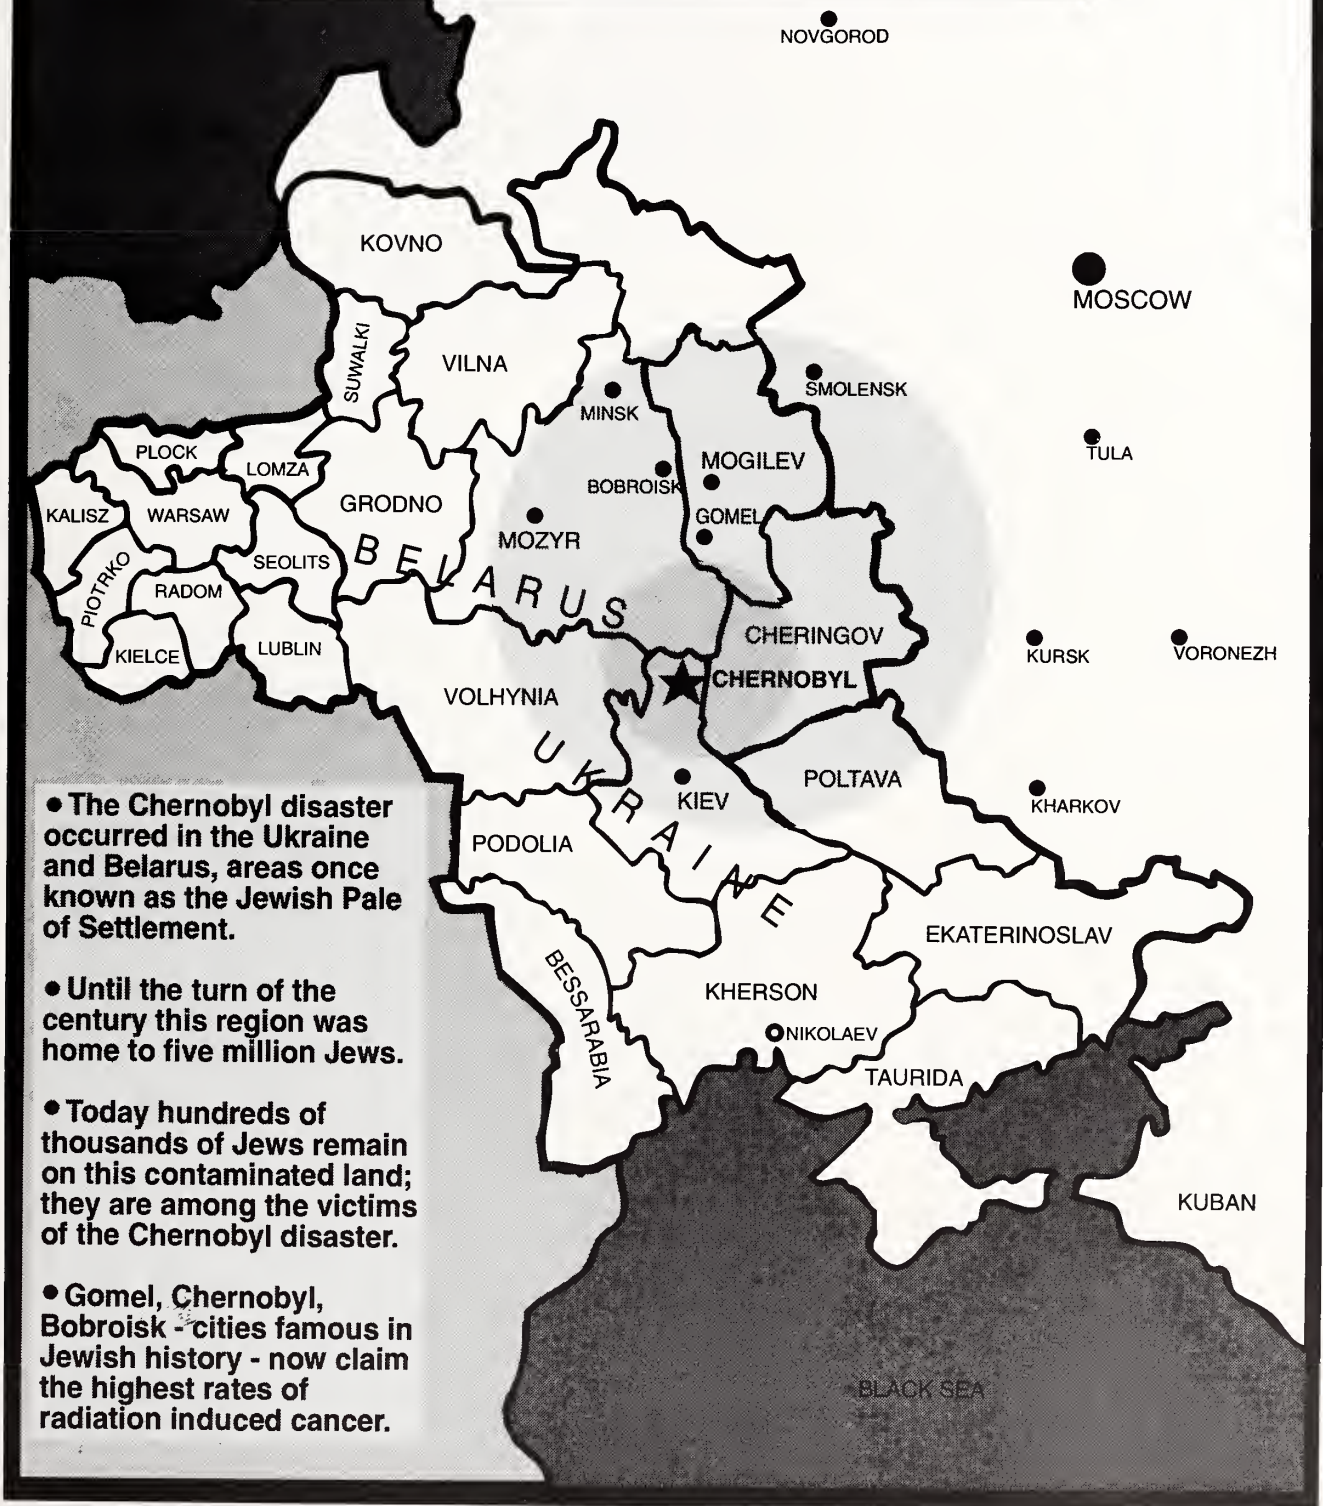 NOVGOROD
MOSCOW
KOVNO
SUWALKI
VILNA
MINSK
SMOLENSK
TULA
PLOCK
LOMZA
BOBROISK
MOGILEV
KALISZ
WARSAW
GRODNO
GOMEL
MOZYR
PIOTRKO
SEOLITS
RADOM
BELARUS
CHERINGOV
KURSK
VORONEZH
KIELCE
LUBLIN
VOLHYNIA
CHERNOBYL
UKRAINE
KIEV
POLTAVA
KHARKOV
PODOLIA
EKATERINOSLAV
BESSARABIA
KHERSON
NIKOLAEV
TAURIDA
KUBAN
BLACK SEA
• The Chernobyl disaster
occurred in the Ukraine
and Belarus, areas once
known as the Jewish Pale
of Settlement.
• Until the turn of the
century this region was
home to five million Jews.
• Today hundreds of
thousands of Jews remain
on this contaminated land;
they are among the victims
of the Chernobyl disaster.
• Gomel, Chernobyl,
Bobroisk - cities famous in
Jewish history - now claim
the highest rates of
radiation induced cancer.